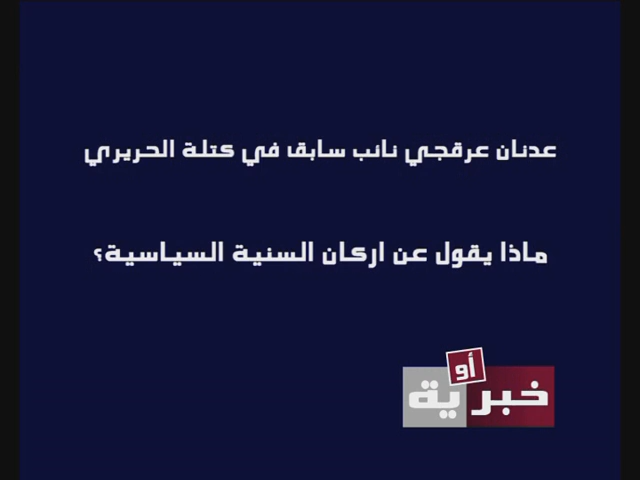 عدنان عرقجي نائب سابق في كتلة الحريري
ماذا يقول عن اركان السنية السياسية؟
أو
خبرية